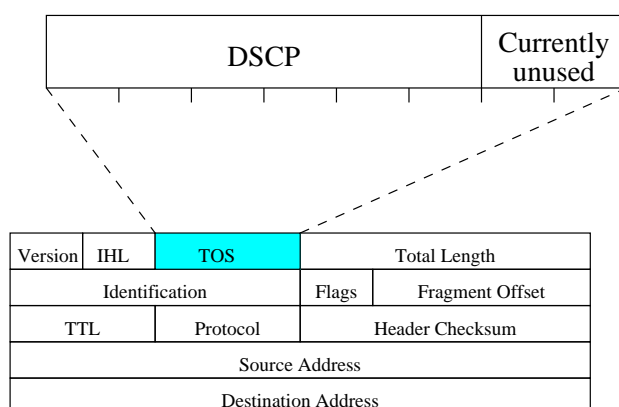 DSCP
Currently
unused
Version IHL TOS Total Length
Identification Flags Fragment Offset
TTL Protocol Header Checksum
Source Address
Destination Address